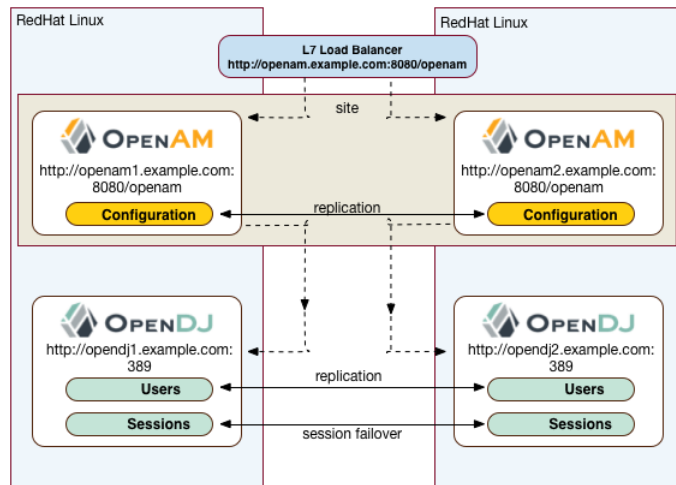 RedHat Linux
RedHat Linux
L7 Load Balancer
http://openam.example.com:8080/openam
site
OPENAM
http://openam1.example.com:
8080/openam
Configuration
OPENAM
http://openam2.example.com:
8080/openam
Configuration
replication
OPENDJ
http://opendj1.example.com:
389
Users
Sessions
OPENDJ
http://opendj2.example.com:
389
Users
Sessions
replication
session failover